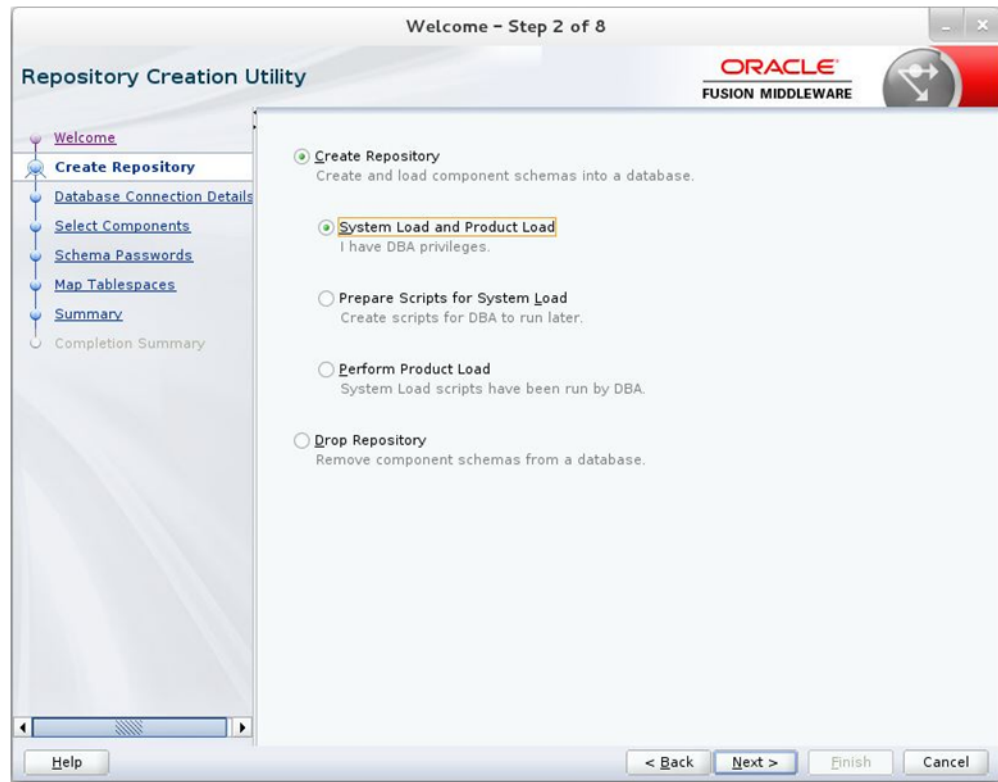 Welcome – Step 2 of 8
Repository Creation Utility
ORACLE
FUSION MIDDLEWARE
Welcome
Create Repository
Database Connection Details
Select Components
Schema Passwords
Map Tablespaces
Summary
Completion Summary
Create Repository
Create and load component schemas into a database.
System Load and Product Load
I have DBA privileges.
Prepare Scripts for System Load
Create scripts for DBA to run later.
Perform Product Load
System Load scripts have been run by DBA.
Drop Repository
Remove component schemas from a database.
Help
< Back
Next >
Finish
Cancel